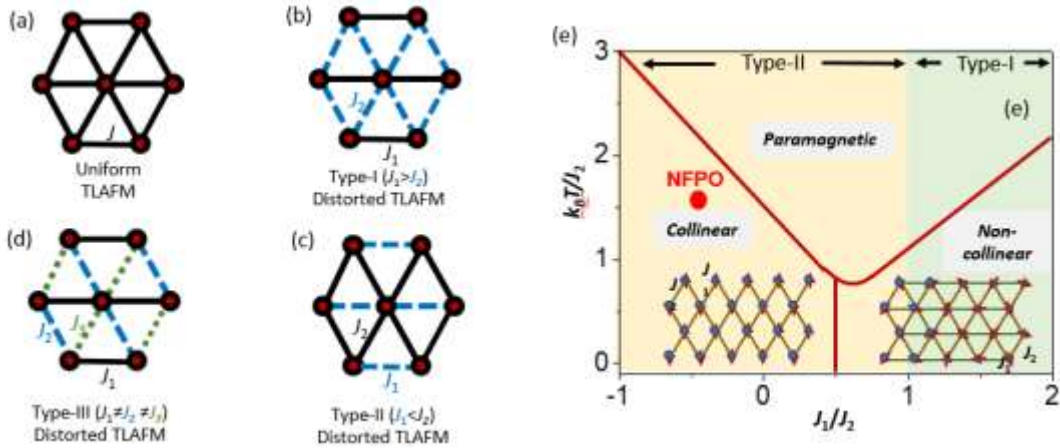 (a)
J
Uniform
TLAFM
(b)
J2
J1
Type-I (J1>J2)
Distorted TLAFM
(d)
J2
J1
Type-III (J1≠J2 ≠J3)
Distorted TLAFM
(c)
J2
J1
Type-II (J1<J2)
Distorted TLAFM
(e)
3
2
1
0
kBT/J2
Type-II
Type-I
(e)
Paramagnetic
NFPO
Collinear
Non-
collinear
J2
-1
0
1
2
J1/J2